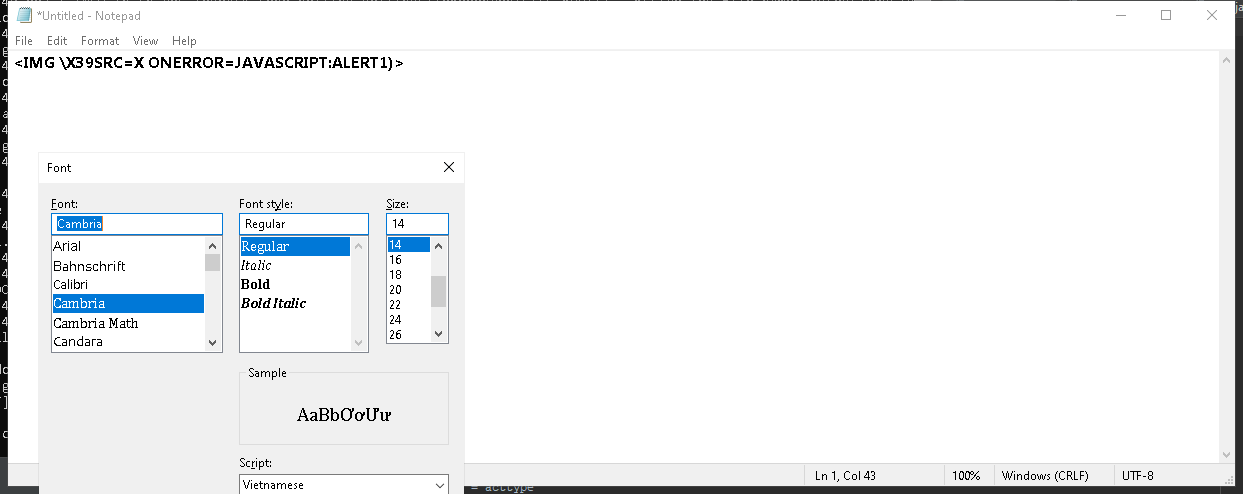 *Untitled - Notepad
File Edit Format View Help
<IMG \X39SRC=X ONERROR=JAVASCRIPT:ALERT1)>
Font
Font: Font style: Size:
Cambria Regular 14
Arial Regular 14
Bahnschrift Italic 16
Calibri Bold 18
Cambria Bold Italic 20
Cambria Math 22
Candara 24
26
Sample
AaBbƠơƯư
Script:
Vietnamese
Ln 1, Col 43 100% Windows (CRLF) UTF-8
= acctype